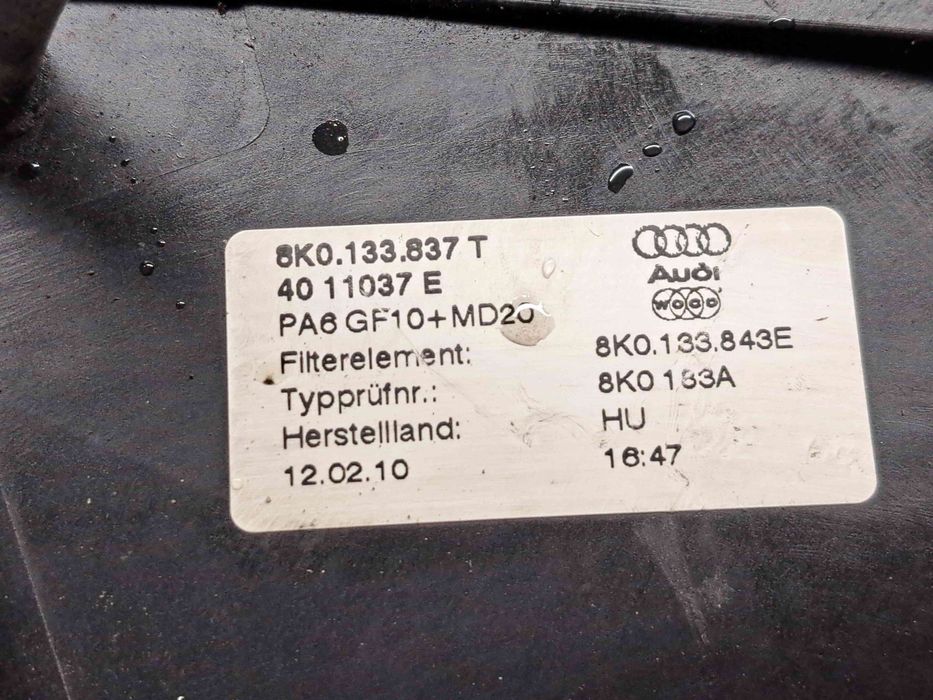 8K0.133.837 T
40 11037 E
PA6 GF10+MD20
Filterelement: 8K0.133.843E
Typprüfnr.: 8K0 133A
Herstellland: HU
12.02.10 16:47
Audi
woco